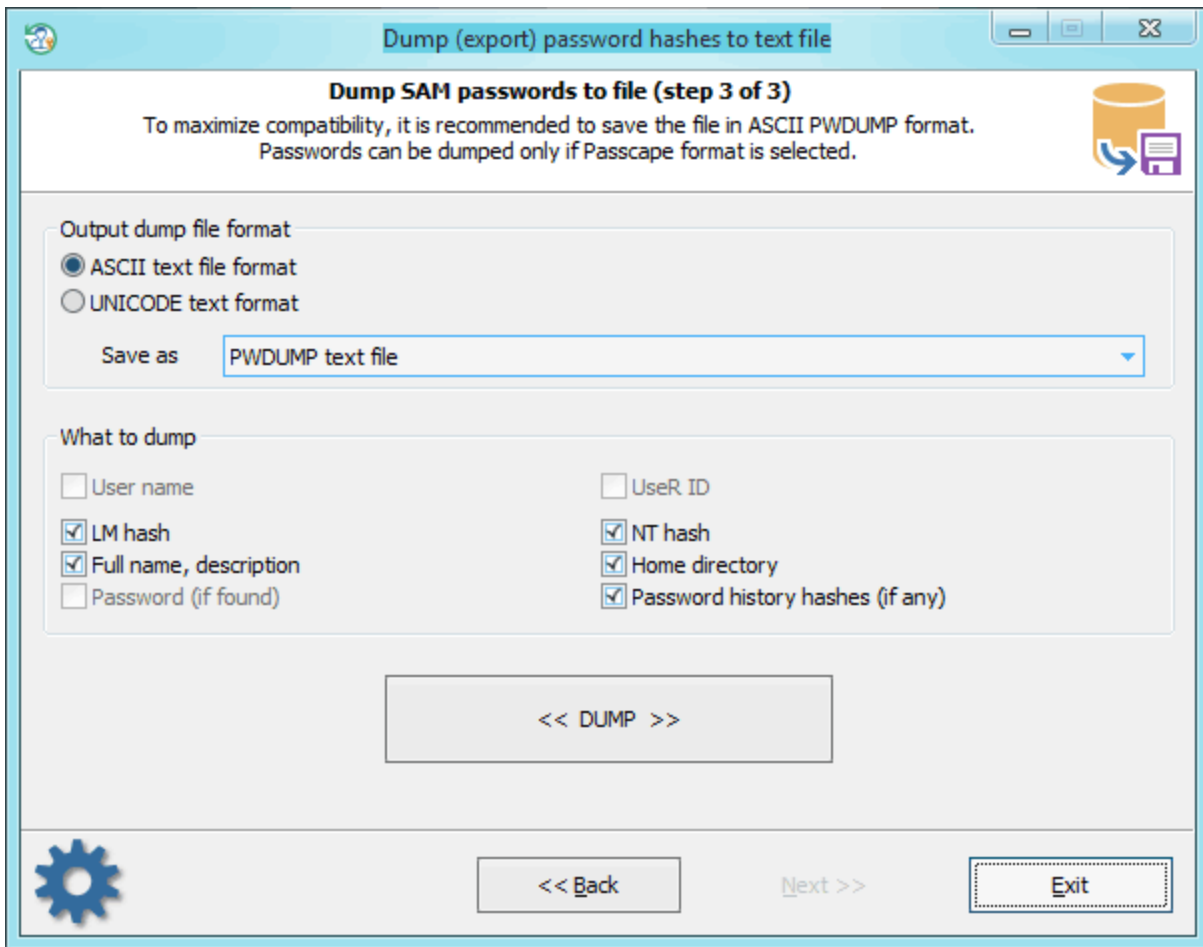 Dump (export) password hashes to text file
Dump SAM passwords to file (step 3 of 3)
To maximize compatibility, it is recommended to save the file in ASCII PWDUMP format.
Passwords can be dumped only if Passcape format is selected.
Output dump file format
ASCII text file format
UNICODE text format
Save as
PWDUMP text file
What to dump
User name
UseR ID
LM hash
NT hash
Full name, description
Home directory
Password (if found)
Password history hashes (if any)
<< DUMP >>
<< Back
Next >>
Exit